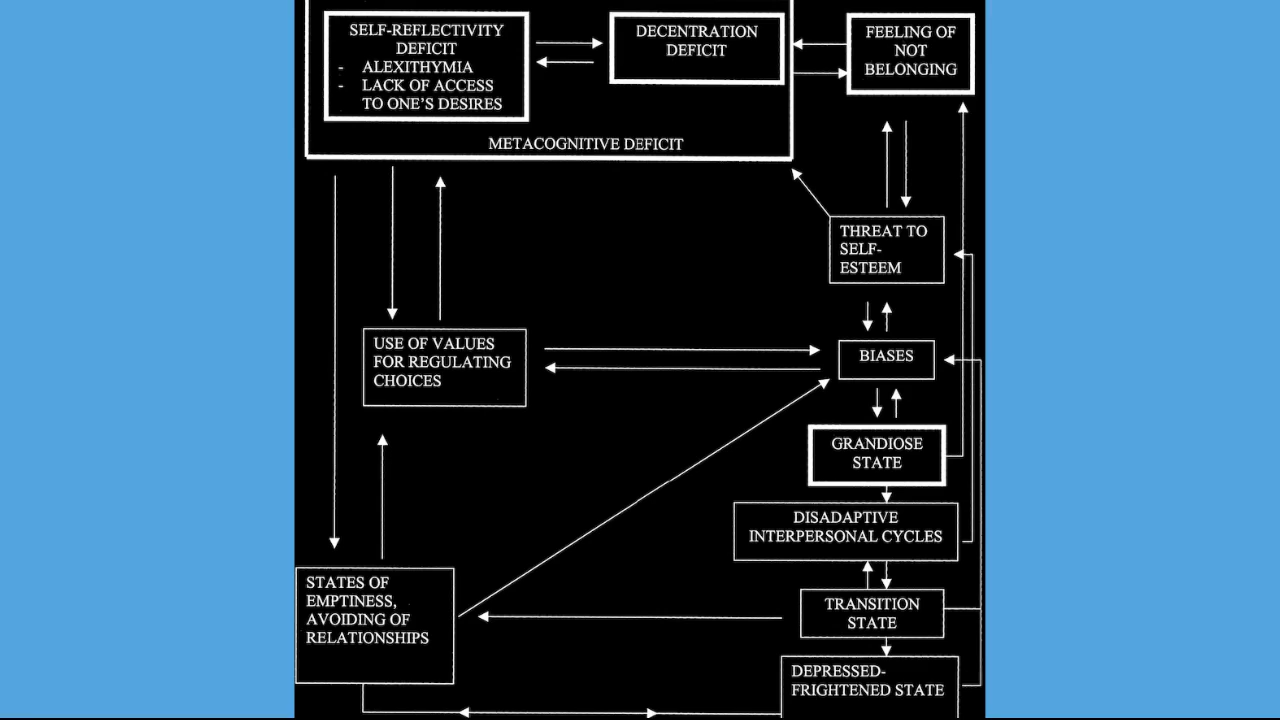 SELF-REFLECTIVITY
DEFICIT
- ALEXITHYMIA
- LACK OF ACCESS
TO ONE'S DESIRES
DECENTRATION
DEFICIT
METACOGNITIVE DEFICIT
FEELING OF
NOT
BELONGING
THREAT TO
SELF-
ESTEEM
USE OF VALUES
FOR REGULATING
CHOICES
BIASES
GRANDIOSE
STATE
DISADAPTIVE
INTERPERSONAL CYCLES
STATES OF
EMPTINESS,
AVOIDING OF
RELATIONSHIPS
TRANSITION
STATE
DEPRESSED-
FRIGHTENED STATE